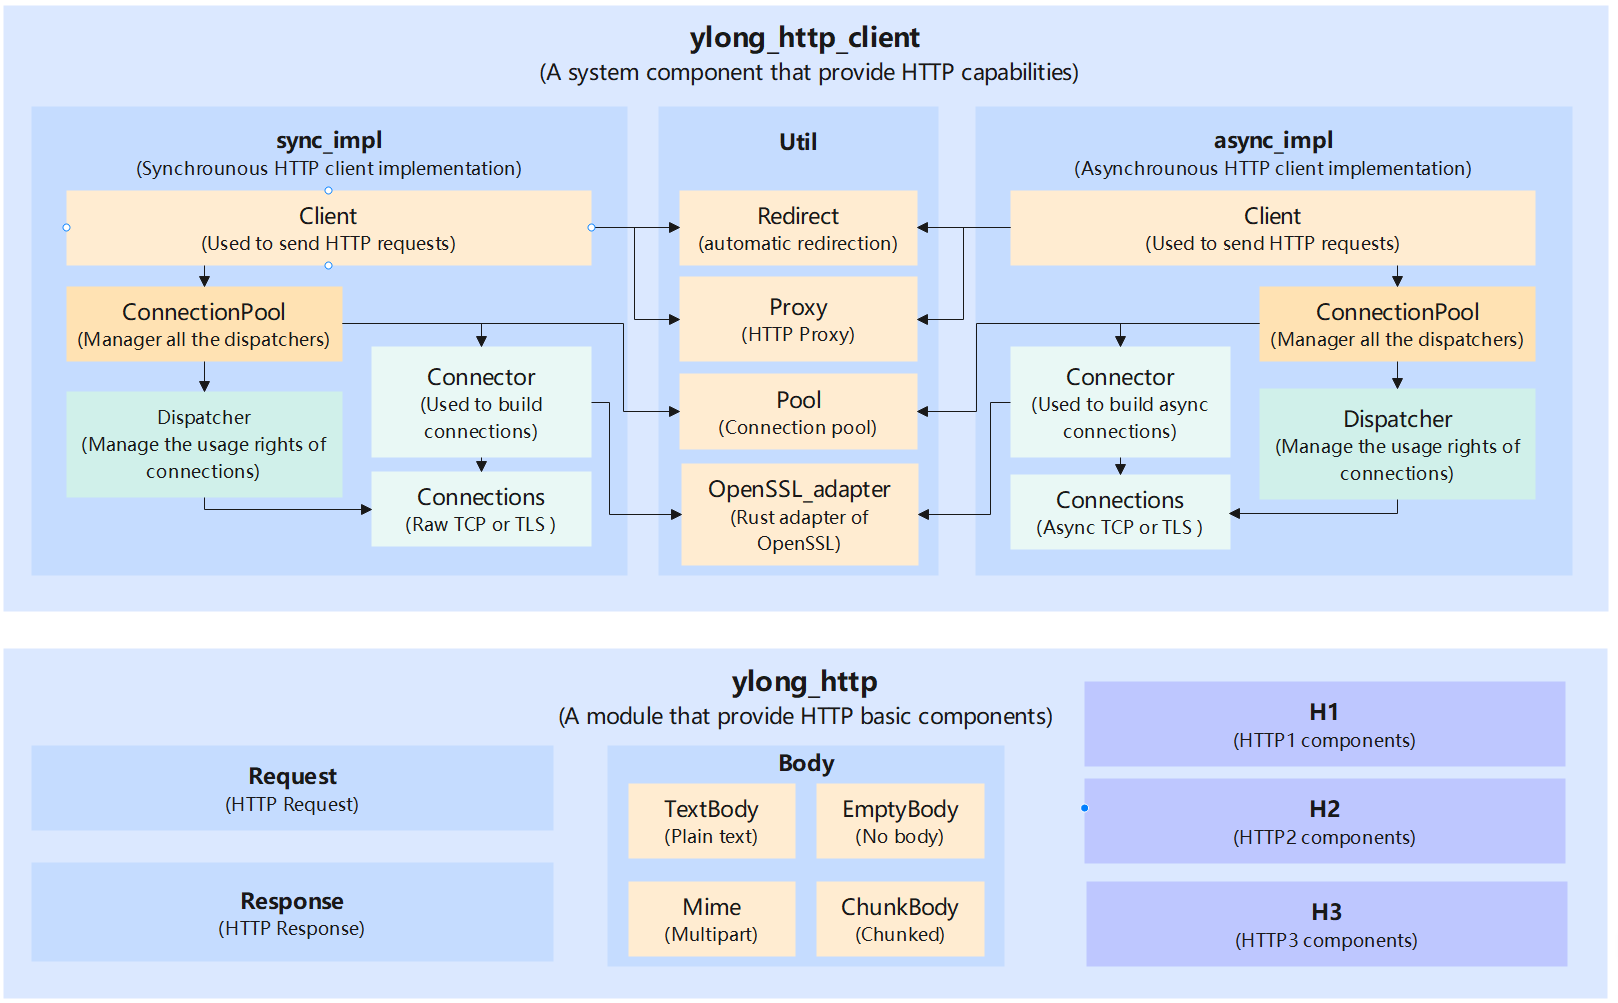 ylong_http_client
(A system component that provide HTTP capabilities)
sync_impl
(Synchrounous HTTP client implementation)
Client
(Used to send HTTP requests)
ConnectionPool
(Manager all the dispatchers)
Dispatcher
(Manage the usage rights of
connections)
Connector
(Used to build
connections)
Connections
(Raw TCP or TLS )
Util
Redirect
(automatic redirection)
Proxy
(HTTP Proxy)
Pool
(Connection pool)
OpenSSL_adapter
(Rust adapter of
OpenSSL)
async_impl
(Asynchrounous HTTP client implementation)
Client
(Used to send HTTP requests)
ConnectionPool
(Manager all the dispatchers)
Connector
(Used to build async
connections)
Connections
(Async TCP or TLS )
Dispatcher
(Manage the usage rights of
connections)
ylong_http
(A module that provide HTTP basic components)
Request
(HTTP Request)
Response
(HTTP Response)
Body
TextBody
(Plain text)
EmptyBody
(No body)
Mime
(Multipart)
ChunkBody
(Chunked)
H1
(HTTP1 components)
H2
(HTTP2 components)
H3
(HTTP3 components)